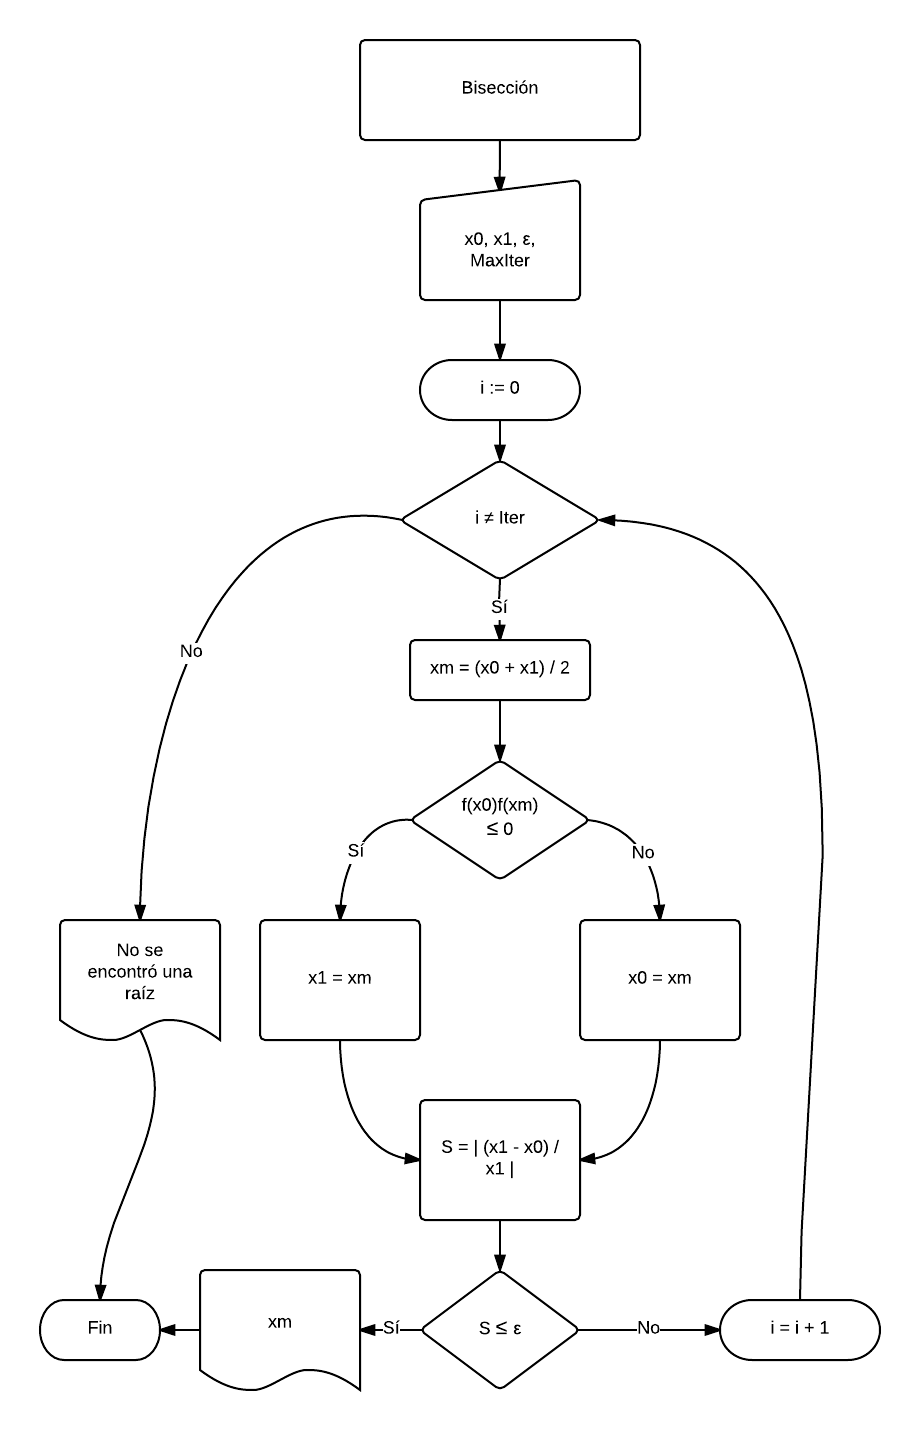 Bisección
x0, x1, ε,
MaxIter
i := 0
i ≠ Iter
Sí
No
xm = (x0 + x1) / 2
f(x0)f(xm)
≤ 0
Sí
No
No se
encontró una
raíz
x1 = xm
x0 = xm
S = | (x1 - x0) /
x1 |
Fin
xm
Sí
S ≤ ε
No
i = i + 1